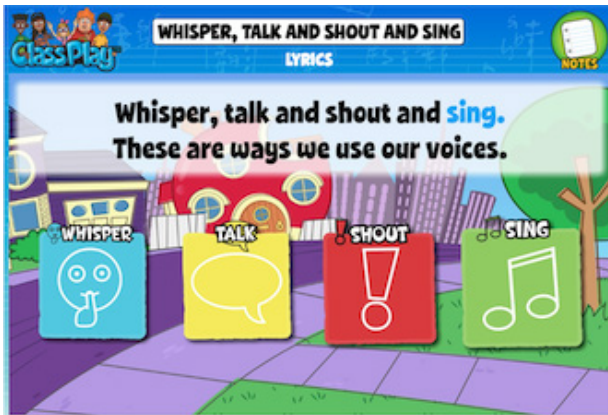 ClassPlay™
WHISPER, TALK AND SHOUT AND SING
LYRICS
NOTES
Whisper, talk and shout and sing.
These are ways we use our voices.
WHISPER
TALK
SHOUT
SING